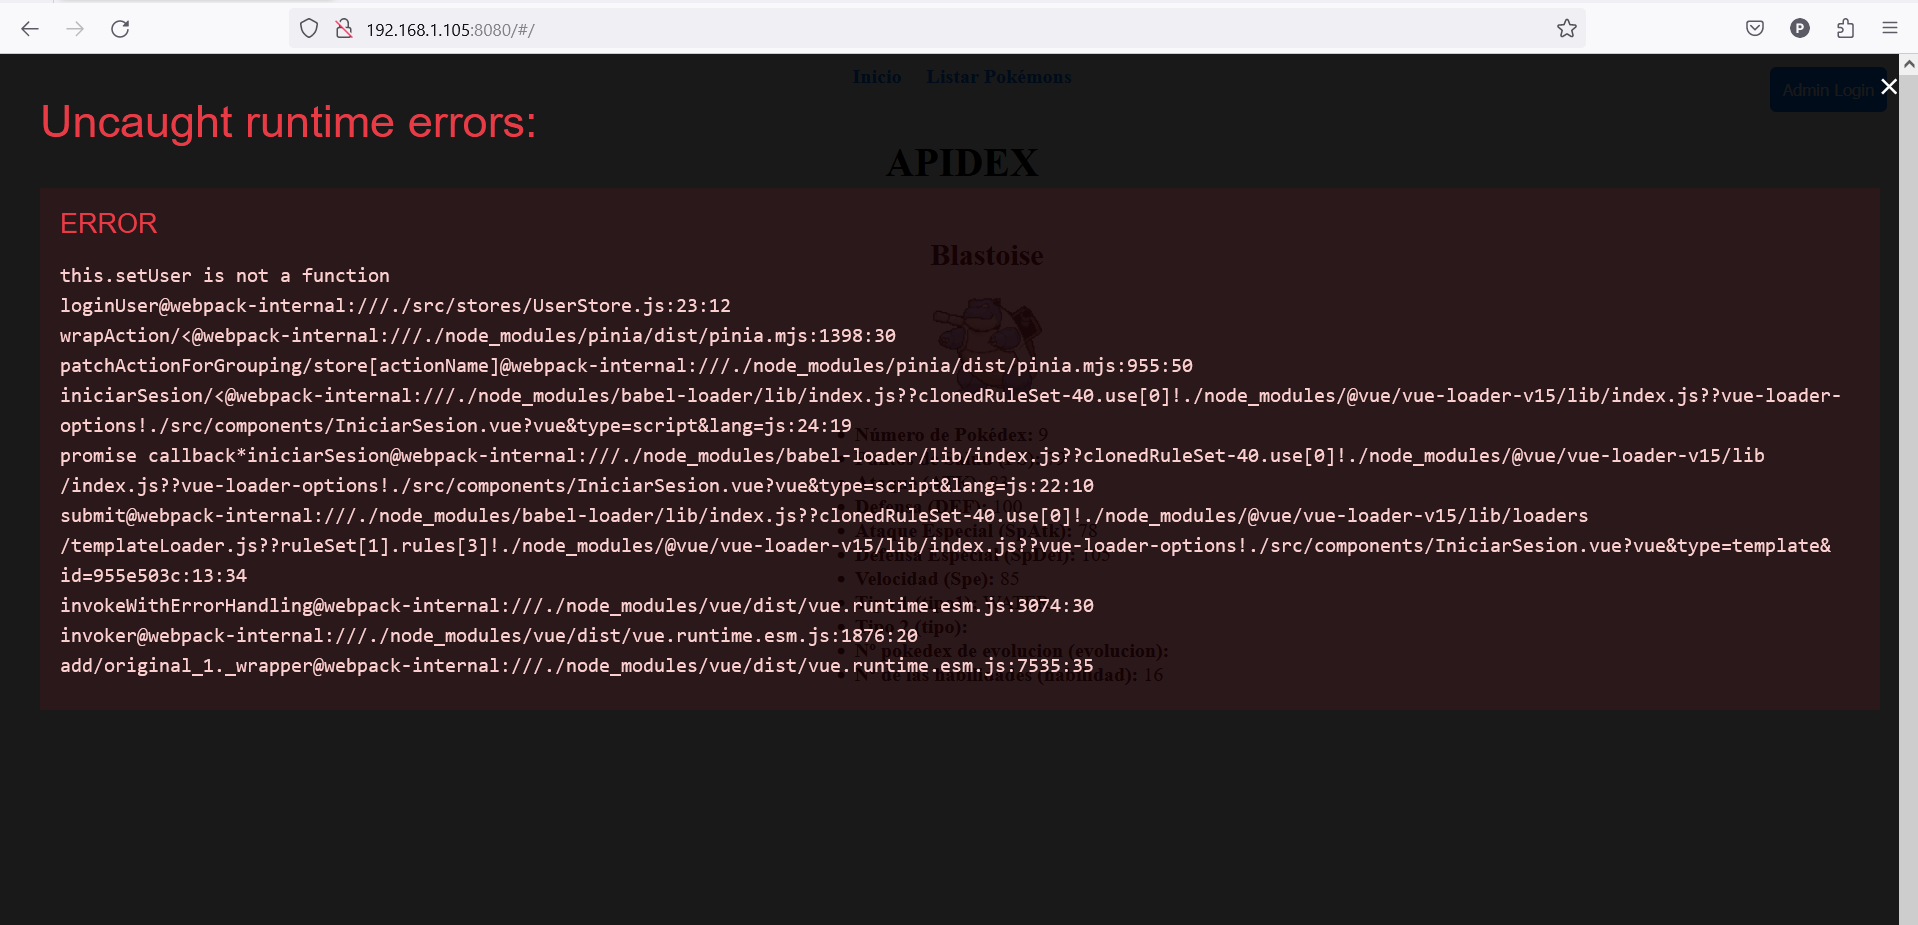 192.168.1.105:8080/#/
Inicio Listar Pokémons
Admin Login
Uncaught runtime errors:
APIDEX
ERROR
Blastoise
this.setUser is not a function
loginUser@webpack-internal:///./src/stores/UserStore.js:23:12
wrapAction/<@webpack-internal:///./node_modules/pinia/dist/pinia.mjs:1398:30
patchActionForGrouping/store[actionName]@webpack-internal:///./node_modules/pinia/dist/pinia.mjs:955:50
iniciarSesion/<@webpack-internal:///./node_modules/babel-loader/lib/index.js??clonedRuleSet-40.use[0]!./node_modules/@vue/vue-loader-v15/lib/index.js??vue-loader-
options!./src/components/IniciarSesion.vue?vue&type=script&lang=js:24:19
Número de Pokédex: 9
promise callback*iniciarSesion@webpack-internal:///./node_modules/babel-loader/lib/index.js??clonedRuleSet-40.use[0]!./node_modules/@vue/vue-loader-v15/lib
/index.js??vue-loader-options!./src/components/IniciarSesion.vue?vue&type=script&lang=js:22:10
Defensa (DEF): 100
submit@webpack-internal:///./node_modules/babel-loader/lib/index.js??clonedRuleSet-40.use[0]!./node_modules/@vue/vue-loader-v15/lib/loaders
Ataque Especial (SpAtk): 78
/templateLoader.js??ruleSet[1].rules[3]!./node_modules/@vue/vue-loader-v15/lib/index.js??vue-loader-options!./src/components/IniciarSesion.vue?vue&type=template&
Defensa Especial (SpDef): 105
id=955e503c:13:34
Velocidad (Spe): 85
invokeWithErrorHandling@webpack-internal:///./node_modules/vue/dist/vue.runtime.esm.js:3074:30
Tipo 2 (tipo):
invoker@webpack-internal:///./node_modules/vue/dist/vue.runtime.esm.js:1876:20
Nº pokedex de evolucion (evolucion):
add/original_1._wrapper@webpack-internal:///./node_modules/vue/dist/vue.runtime.esm.js:7535:35
Nº de las habilidades (habilidad): 16